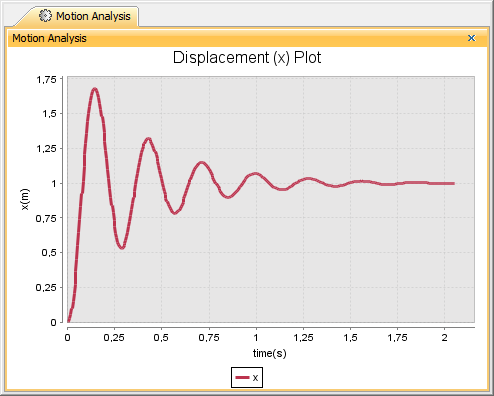 Motion Analysis
Motion Analysis
Displacement (x) Plot
1,75
1,5
1,25
1
0,75
0,5
0,25
0
x(m)
0 0,25 0,5 0,75 1 1,25 1,5 1,75 2
time(s)
x